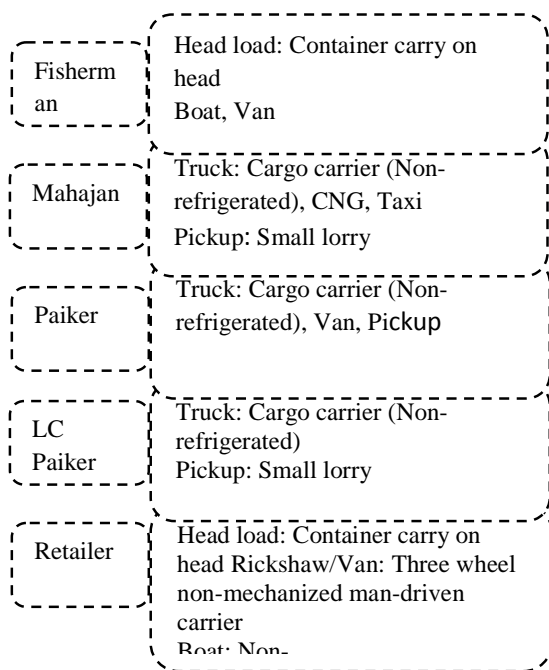 Fisherm
an
Head load: Container carry on
head
Boat, Van
Mahajan
Truck: Cargo carrier (Non-
refrigerated), CNG, Taxi
Pickup: Small lorry
Paiker
Truck: Cargo carrier (Non-
refrigerated), Van, Pickup
LC
Paiker
Truck: Cargo carrier (Non-
refrigerated)
Pickup: Small lorry
Retailer
Head load: Container carry on
head Rickshaw/Van: Three wheel
non-mechanized man-driven
carrier
Boat: Non-